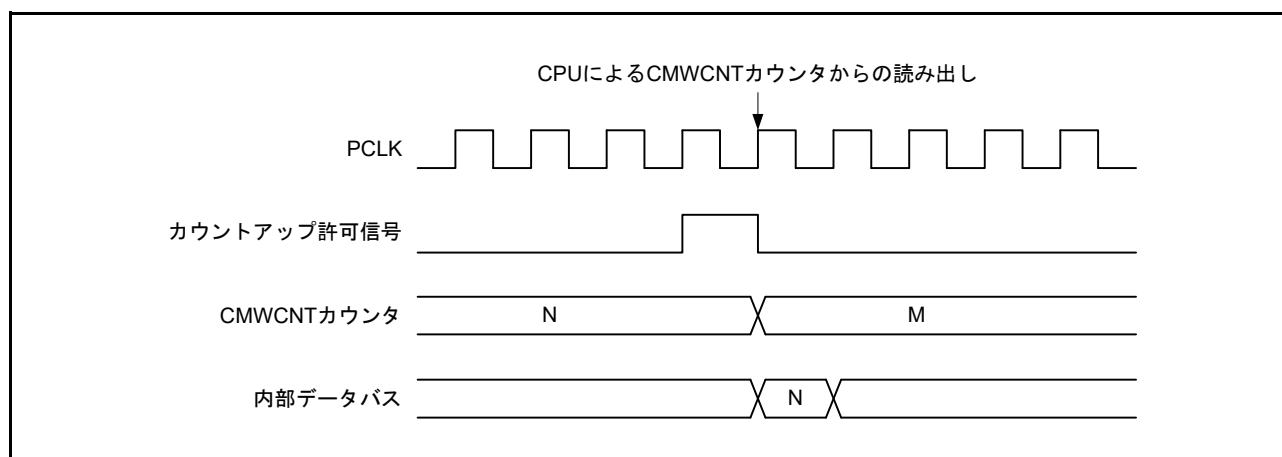 CPUによるCMWCNTカウンタからの読み出し
PCLK
カウントアップ許可信号
CMWCNTカウンタ
N
M
内部データバス
N